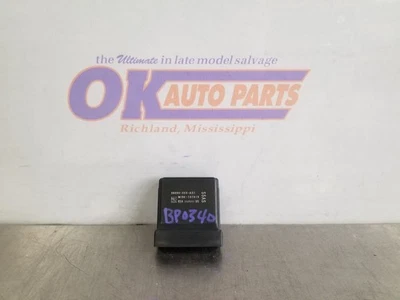 the Ultimate in late model salvage
OK AUTO PARTS
Richland, Mississippi
BP0340